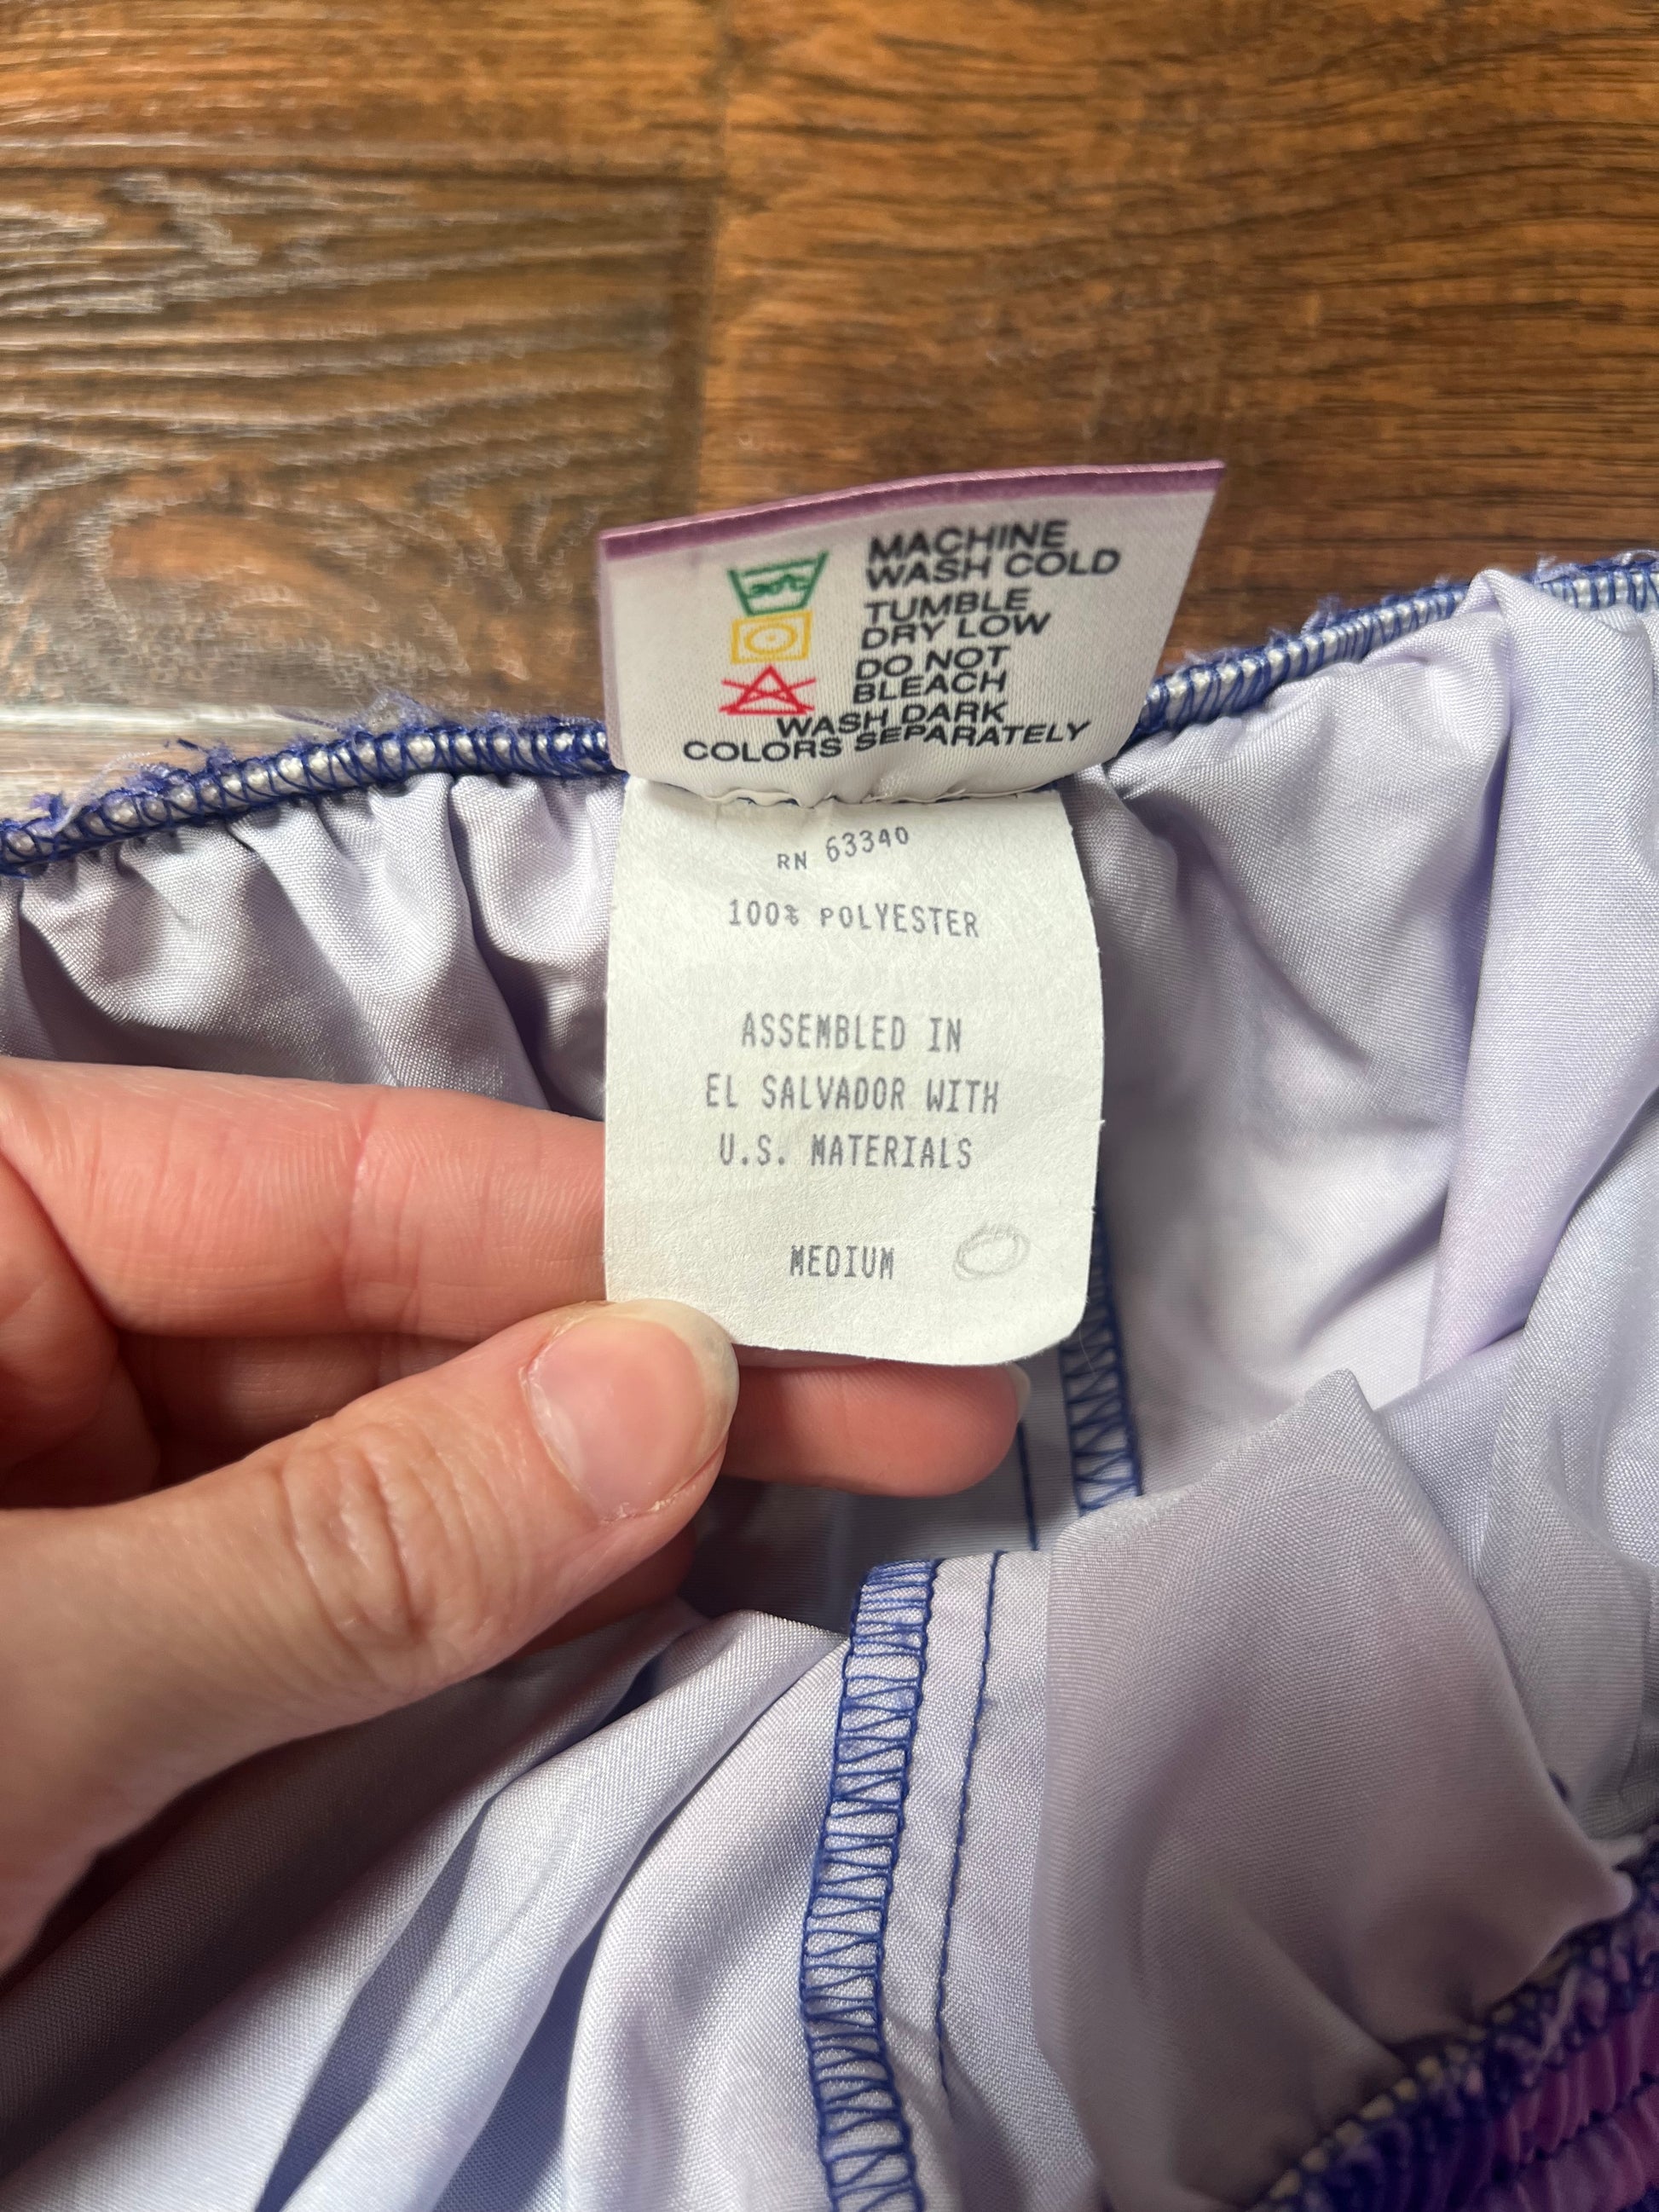 MACHINE
WASH COLD
TUMBLE
DRY LOW
DO NOT
BLEACH
WASH DARK
COLORS SEPARATELY
RN 63340
100% POLYESTER
ASSEMBLED IN
EL SALVADOR WITH
U.S. MATERIALS
MEDIUM